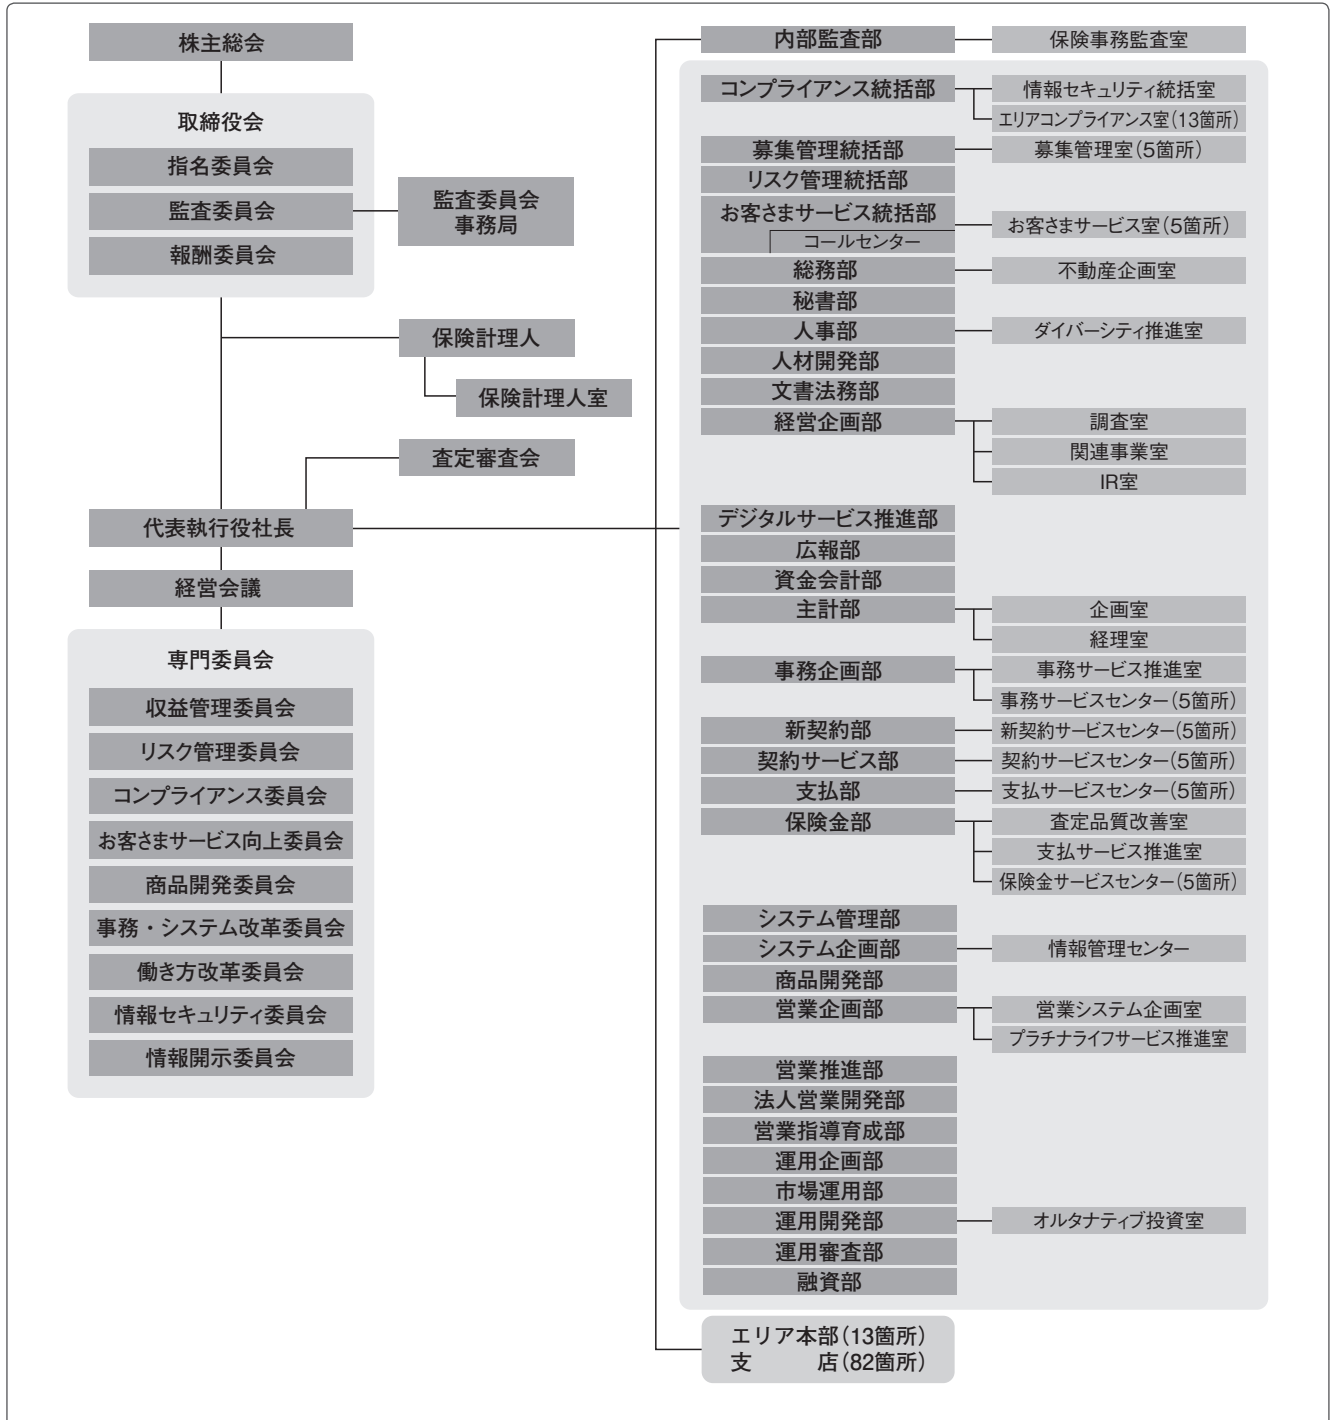 株主総会
取締役会
指名委員会
監査委員会
報酬委員会
監査委員会
事務局
保険計理人
保険計理人室
査定審査会
代表執行役社長
経営会議
専門委員会
収益管理委員会
リスク管理委員会
コンプライアンス委員会
お客さまサービス向上委員会
商品開発委員会
事務・システム改革委員会
働き方改革委員会
情報セキュリティ委員会
情報開示委員会
内部監査部
保険事務監査室
コンプライアンス統括部
情報セキュリティ統括室
エリアコンプライアンス室(13箇所)
募集管理統括部
募集管理室(5箇所)
リスク管理統括部
お客さまサービス統括部
コールセンター
お客さまサービス室(5箇所)
総務部
不動産企画室
秘書部
人事部
ダイバーシティ推進室
人材開発部
文書法務部
経営企画部
調査室
関連事業室
IR室
デジタルサービス推進部
広報部
資金会計部
主計部
企画室
経理室
事務企画部
事務サービス推進室
事務サービスセンター(5箇所)
新契約部
新契約サービスセンター(5箇所)
契約サービス部
契約サービスセンター(5箇所)
支払部
支払サービスセンター(5箇所)
保険金部
査定品質改善室
支払サービス推進室
保険金サービスセンター(5箇所)
システム管理部
システム企画部
情報管理センター
商品開発部
営業企画部
営業システム企画室
プラチナライフサービス推進室
営業推進部
法人営業開発部
営業指導育成部
運用企画部
市場運用部
運用開発部
オルタナティブ投資室
運用審査部
融資部
エリア本部(13箇所)
支　　　店(82箇所)